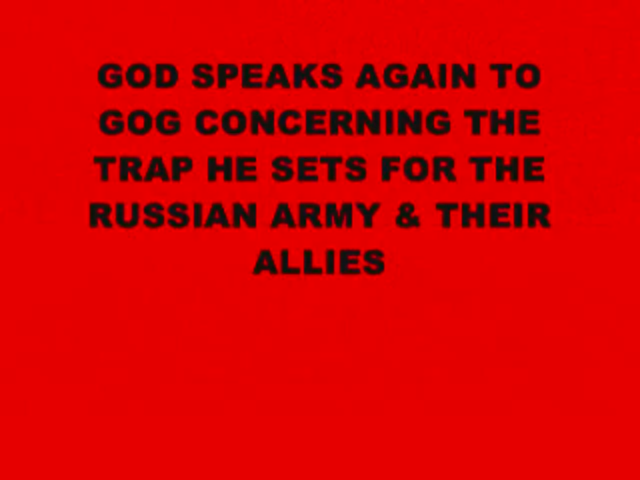 GOD SPEAKS AGAIN TO
GOG CONCERNING THE
TRAP HE SETS FOR THE
RUSSIAN ARMY & THEIR
ALLIES